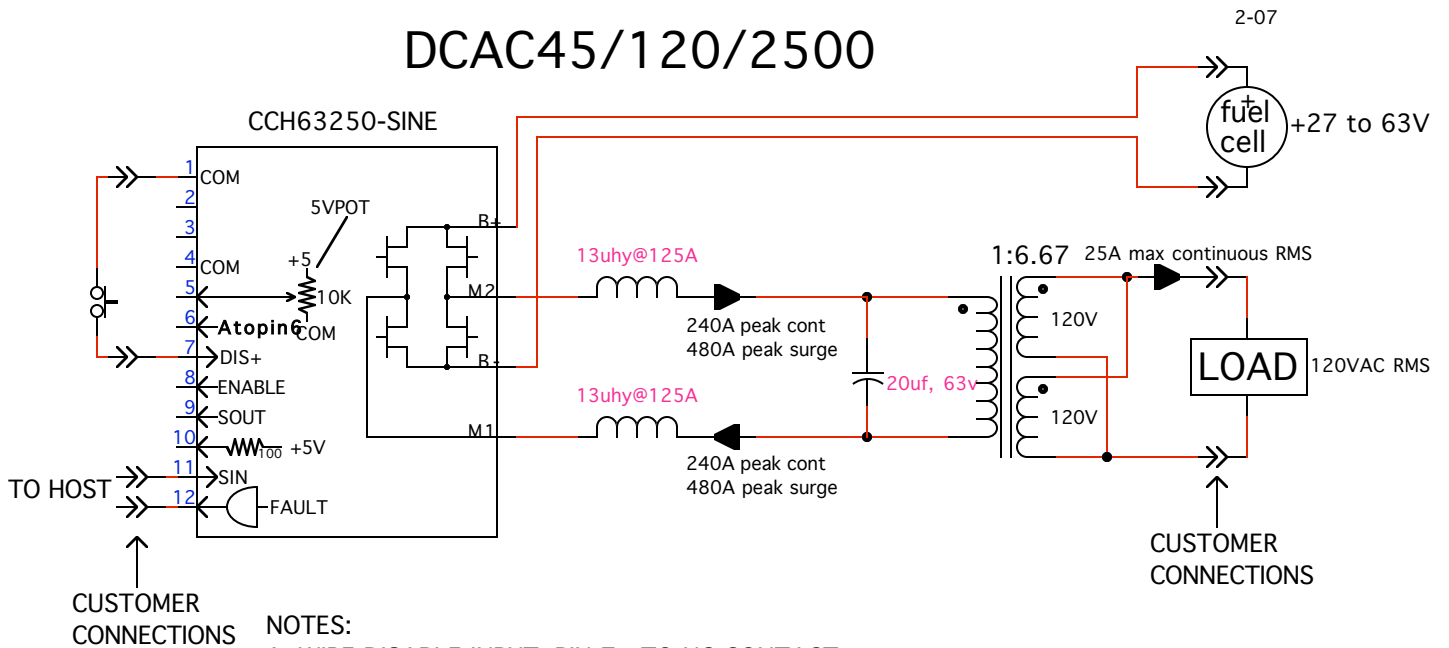 2-07
DCAC45/120/2500
CCH63250-SINE
+
fuel
cell
+27 to 63V
1
COM
2
3
4
COM
5
6
Atopin6
7
DIS+
8
ENABLE
9
SOUT
10
100
+5V
11
SIN
12
FAULT
5VPOT
+5
10K
COM
B+
M2
B-
M1
13uhy@125A
240A peak cont
480A peak surge
13uhy@125A
240A peak cont
480A peak surge
20uf, 63v
1:6.67
25A max continuous RMS
120V
120V
LOAD
120VAC RMS
TO HOST
CUSTOMER
CONNECTIONS
CUSTOMER
CONNECTIONS
NOTES: